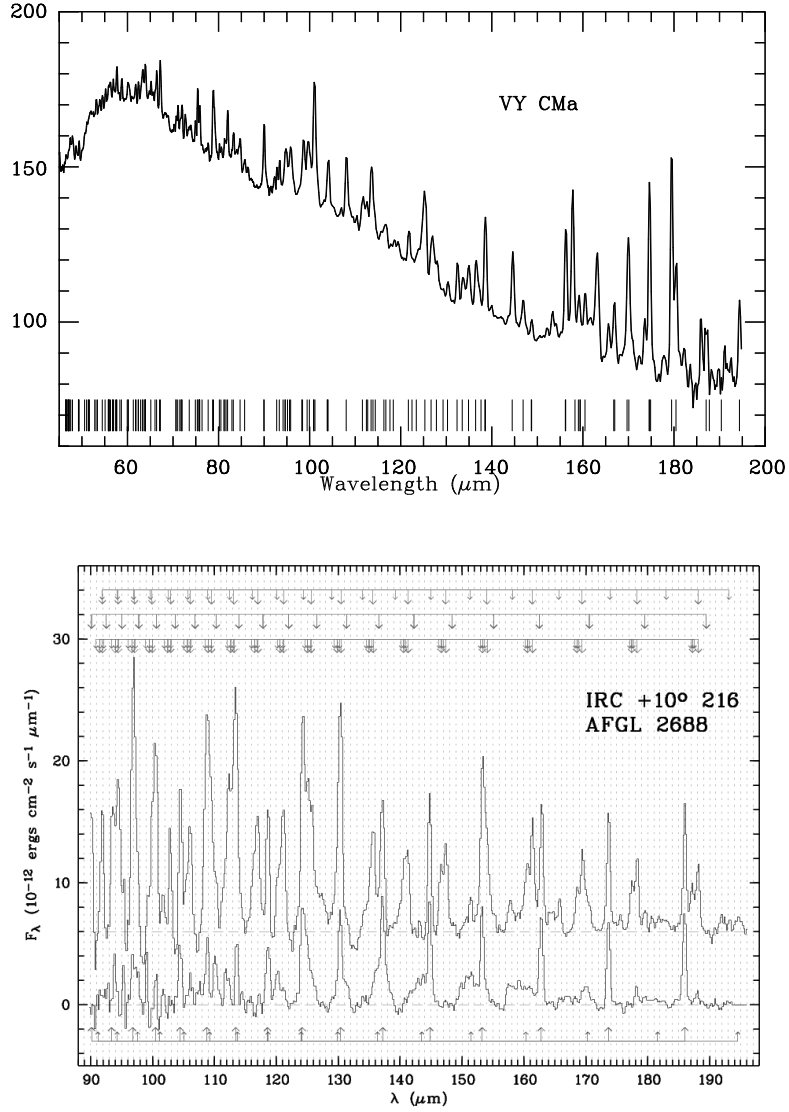 200
150
100
VY CMa
60 80 100 120 140 160 180 200
Wavelength (μm)
30
20
10
0
F_λ (10⁻¹² ergs cm⁻² s⁻¹ μm⁻¹)
IRC +10º 216
AFGL 2688
90 100 110 120 130 140 150 160 170 180 190
λ (μm)